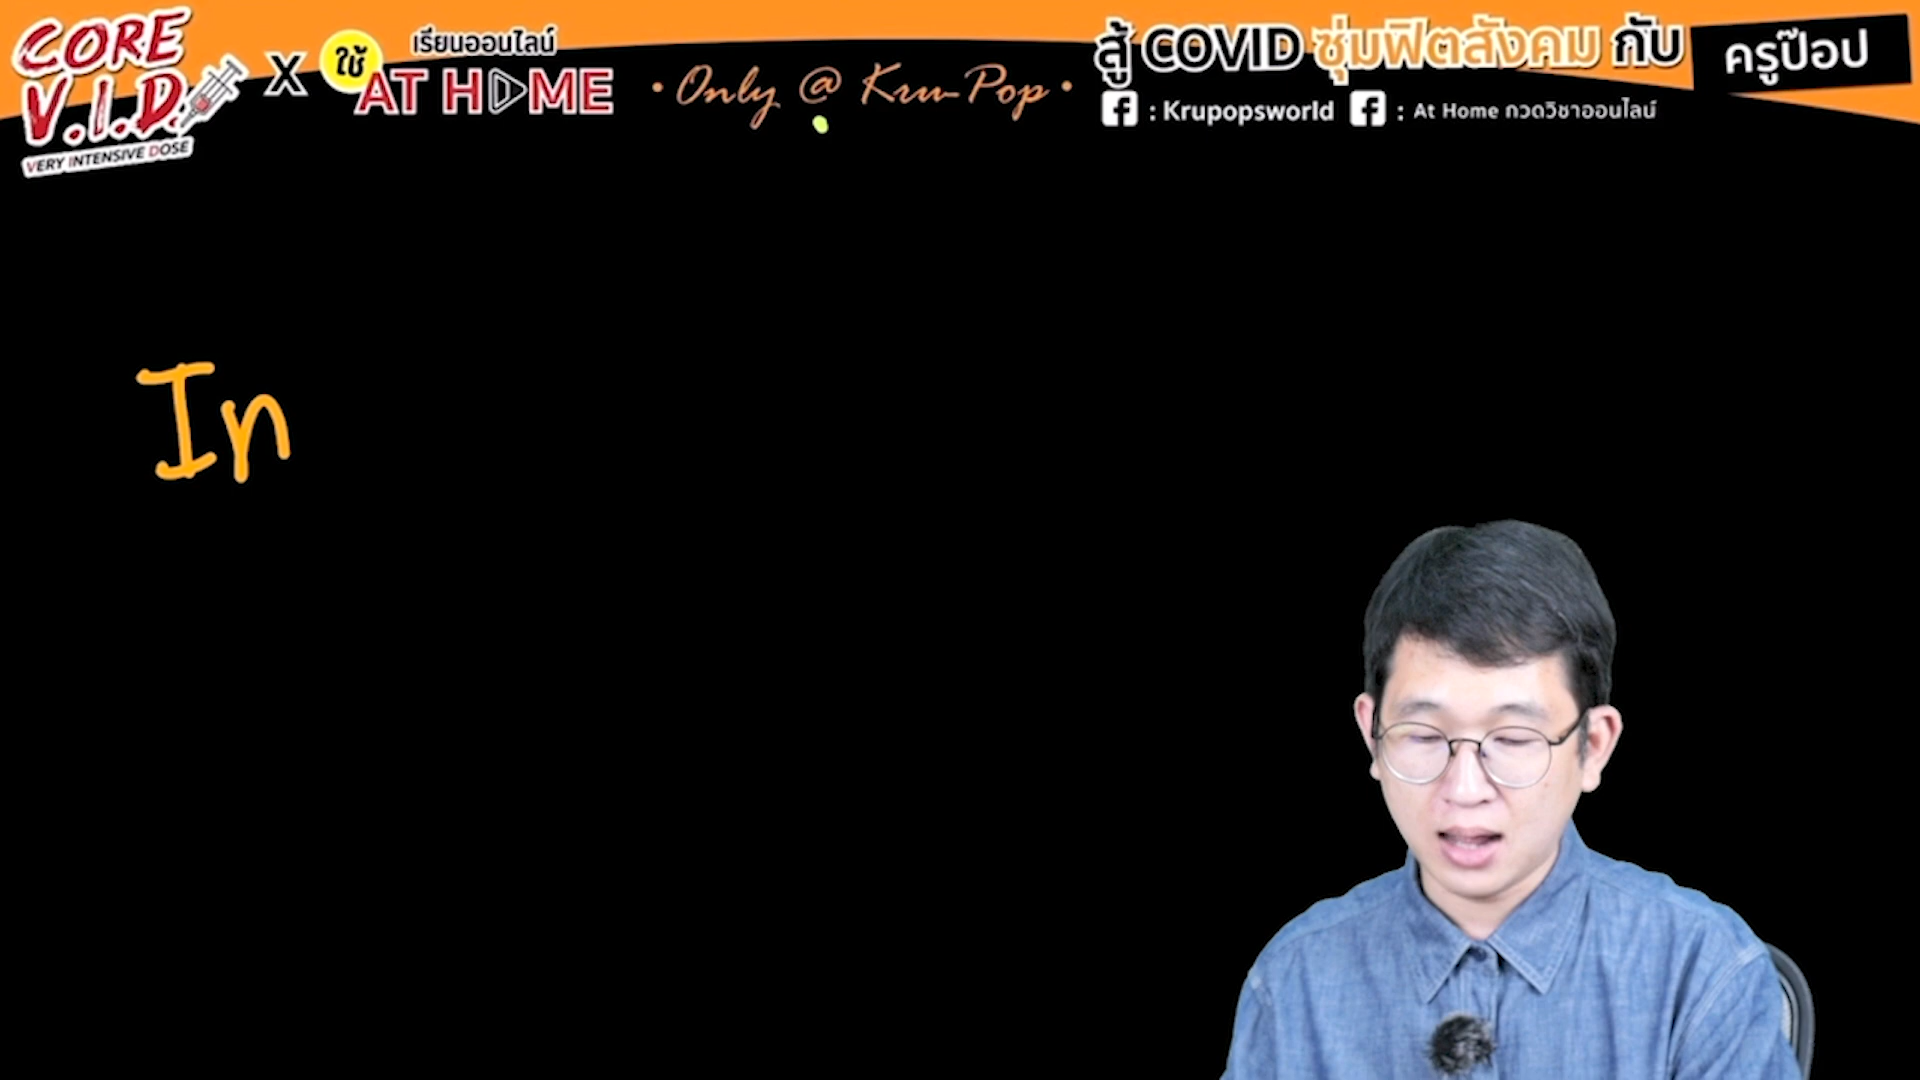 CORE
V.I.D.
VERY INTENSIVE DOSE
X
ใช้
เรียนออนไลน์
AT HOME
• Only @ Kru-Pop •
สู้ COVID ซุ่มฟิตสังคม กับ ครูป๊อป
f : Krupopsworld f : At Home กวดวิชาออนไลน์
In